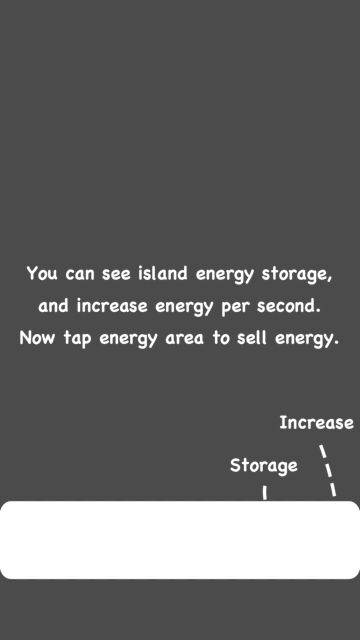 You can see island energy storage,
and increase energy per second.
Now tap energy area to sell energy.
Increase
Storage